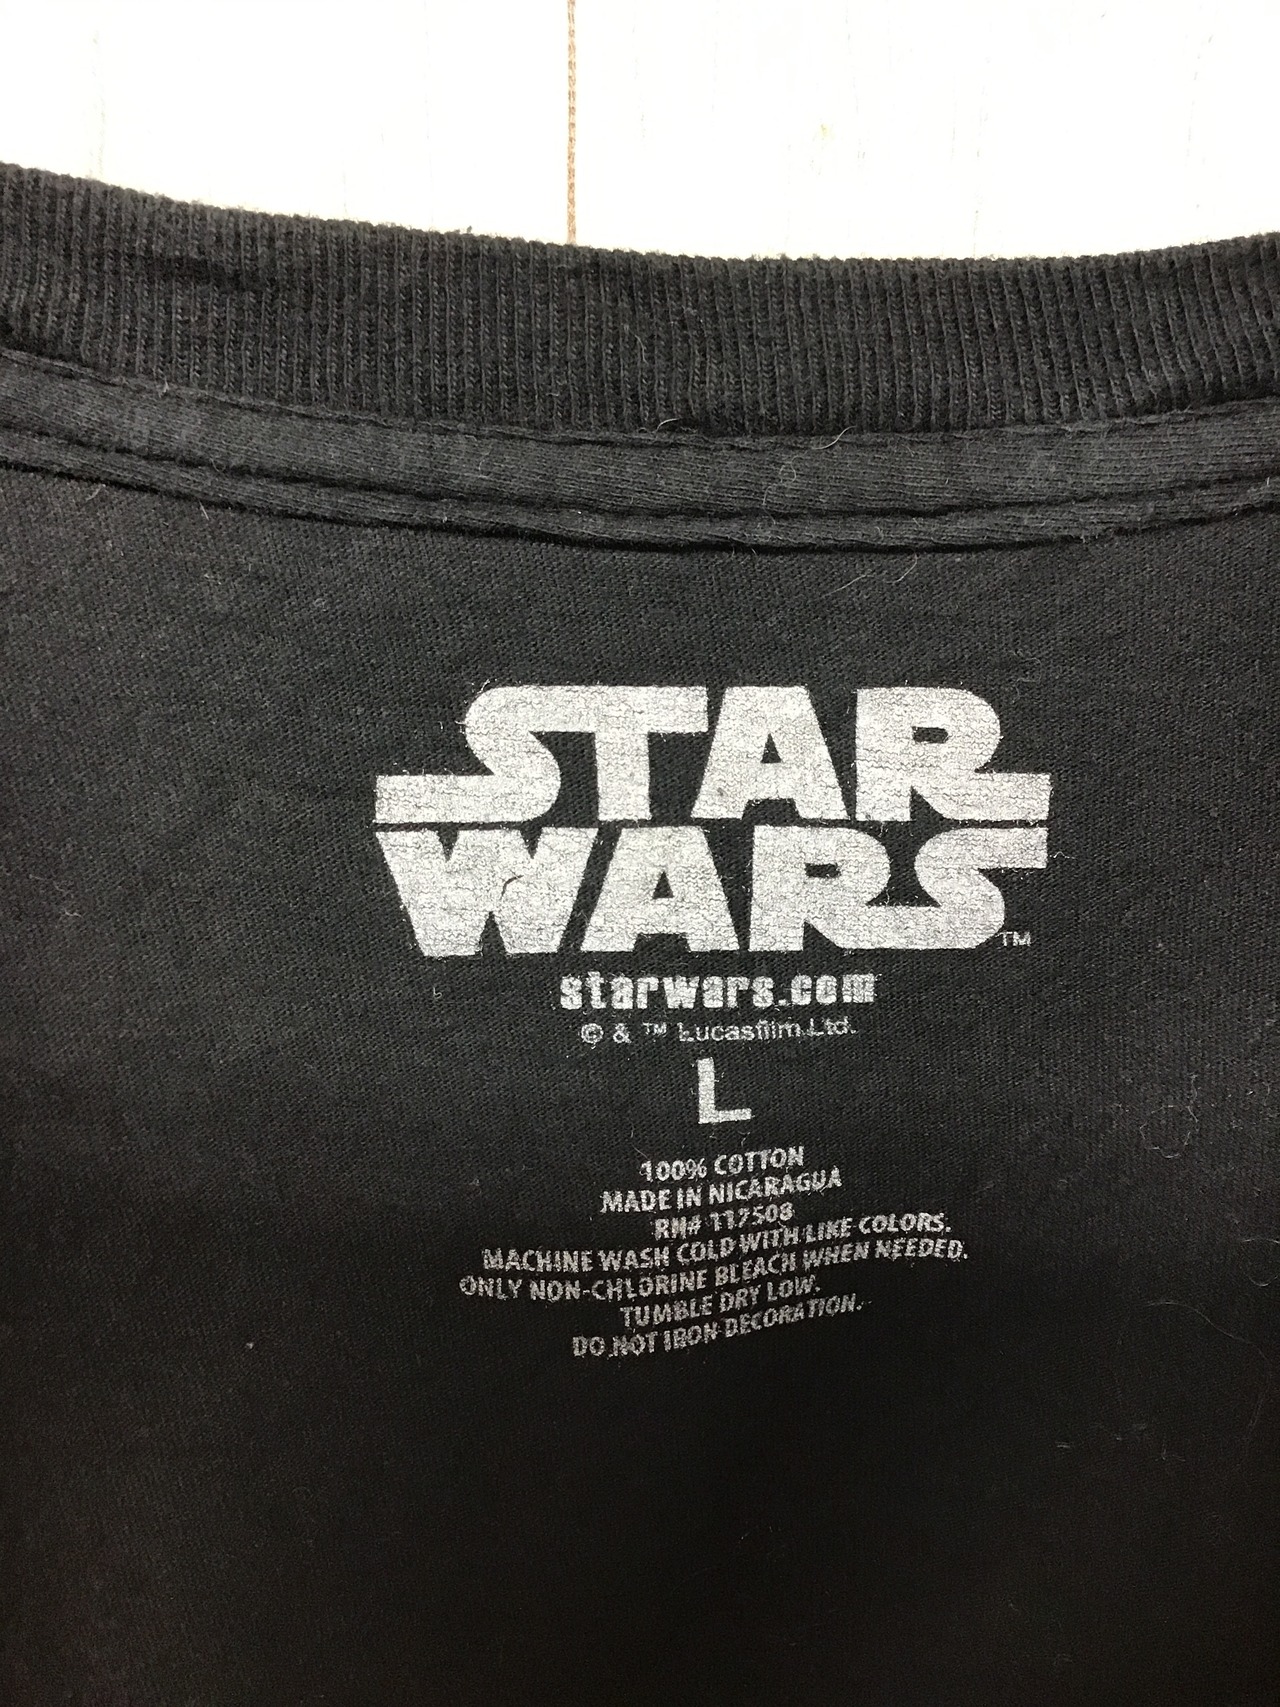 STAR
WARS™
starwars.com
© & ™ Lucasfilm Ltd.
L
100% COTTON
MADE IN NICARAGUA
RN# 117508
MACHINE WASH COLD WITH LIKE COLORS.
ONLY NON-CHLORINE BLEACH WHEN NEEDED.
TUMBLE DRY LOW.
DO NOT IRON DECORATION.